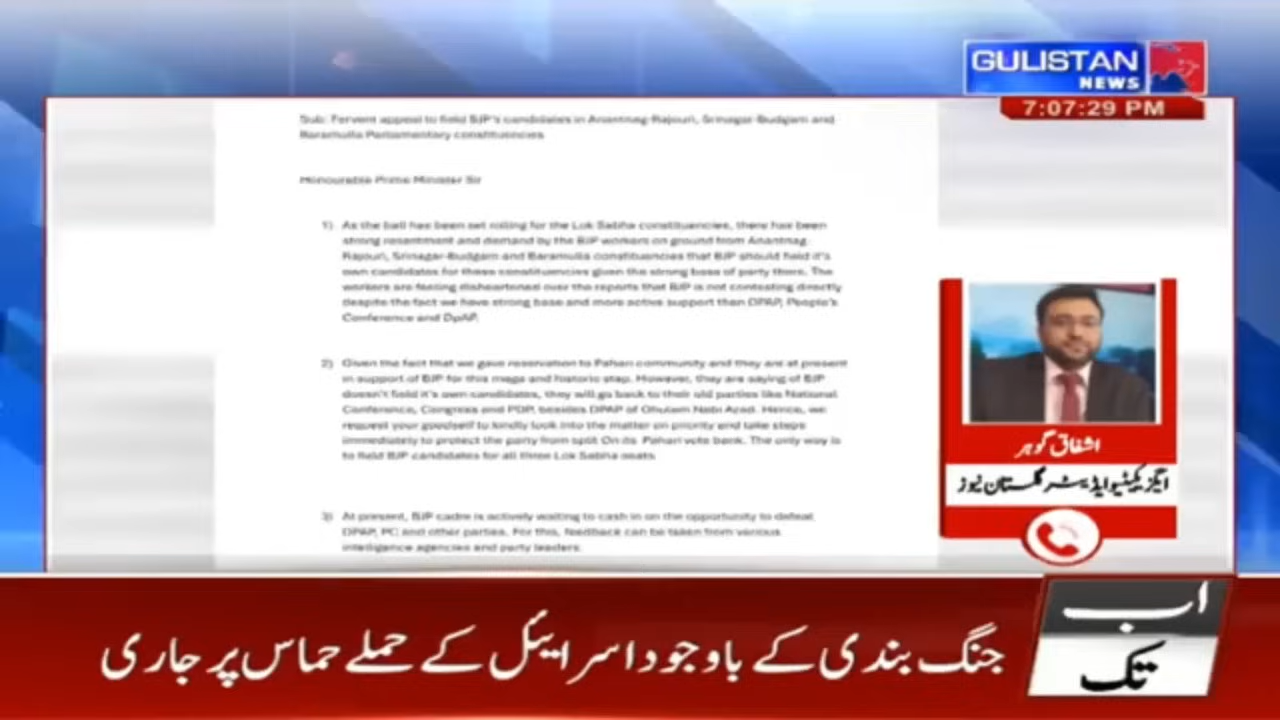 GULISTAN
NEWS
7:07:29 PM
Sub: Fervent appeal to field BJP's candidates in Anantnag-Rajouri, Srinagar-Budgam and
Baramulla Parliamentary constituencies
Honourable Prime Minister Sir
1) As the ball has been set rolling for the Lok Sabha constituencies, there has been
strong resentment and demand by the BJP workers on ground from Anantnag-
Rajouri, Srinagar-Budgam and Baramulla constituencies that BJP should field it's
own candidates for these constituencies given the strong base of party there. The
workers are feeling disheartened over the reports that BJP is not contesting directly
despite the fact we have strong base and more active support than DPAP, People's
Conference and DpAP.
2) Given the fact that we gave reservation to Pahari community and they are at present
in support of BJP for this mega and historic step. However, they are saying of BJP
doesn't field it's own candidates, they will go back to their old parties like National
Conference, Congress and PDP, besides DPAP of Ghulam Nabi Azad. Hence, we
request your goodself to kindly look into the matter on priority and take steps
immediately to protect the party from split On its Pahari vote bank. The only way is
to field BJP candidates for all three Lok Sabha seats.
3) At present, BJP cadre is actively waiting to cash in on the opportunity to defeat
DPAP, PC and other parties. For this, feedback can be taken from various
intelligence agencies and party leaders.
اشفاق گوہر
ایگزیکٹیو ایڈیٹر گلستان نیوز
اب
تک
جنگ بندی کے باوجود اسرائیل کے حملے حماس پر جاری